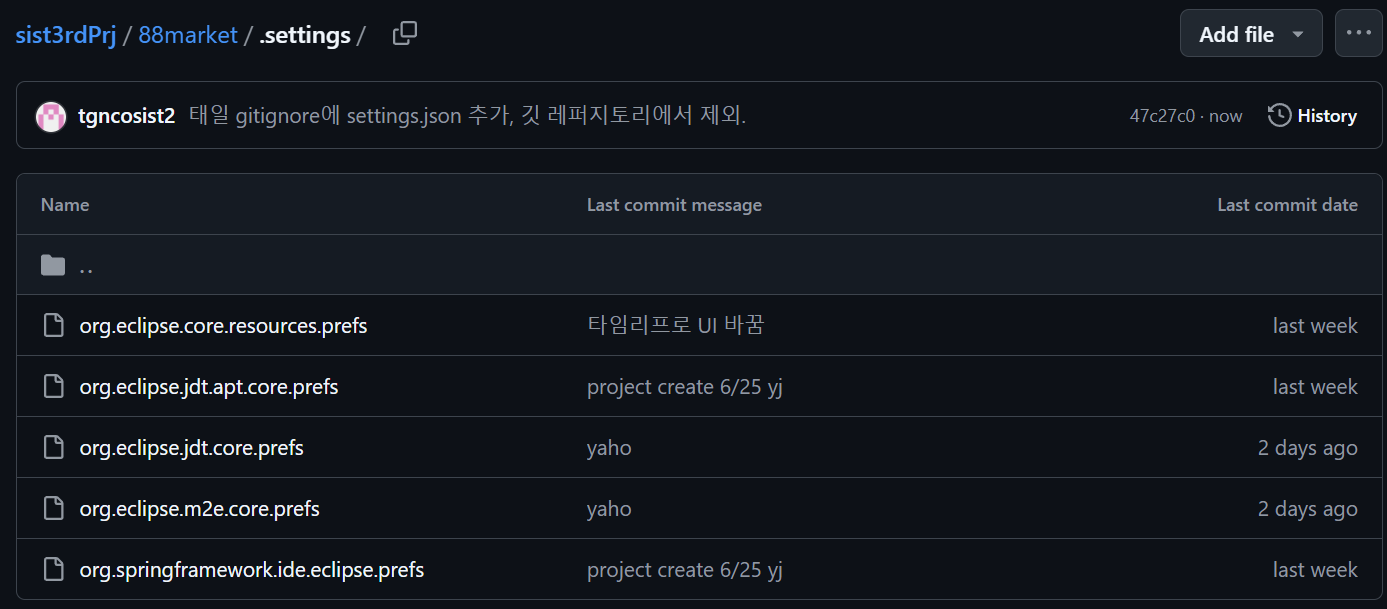 sist3rdPrj / 88market / .settings /
Add file
tgncosist2 태일 gitignore에 settings.json 추가, 깃 레퍼지토리에서 제외. 47c27c0 · now History
Name Last commit message Last commit date
..
org.eclipse.core.resources.prefs 타임리프로 UI 바꿈 last week
org.eclipse.jdt.apt.core.prefs project create 6/25 yj last week
org.eclipse.jdt.core.prefs yaho 2 days ago
org.eclipse.m2e.core.prefs yaho 2 days ago
org.springframework.ide.eclipse.prefs project create 6/25 yj last week